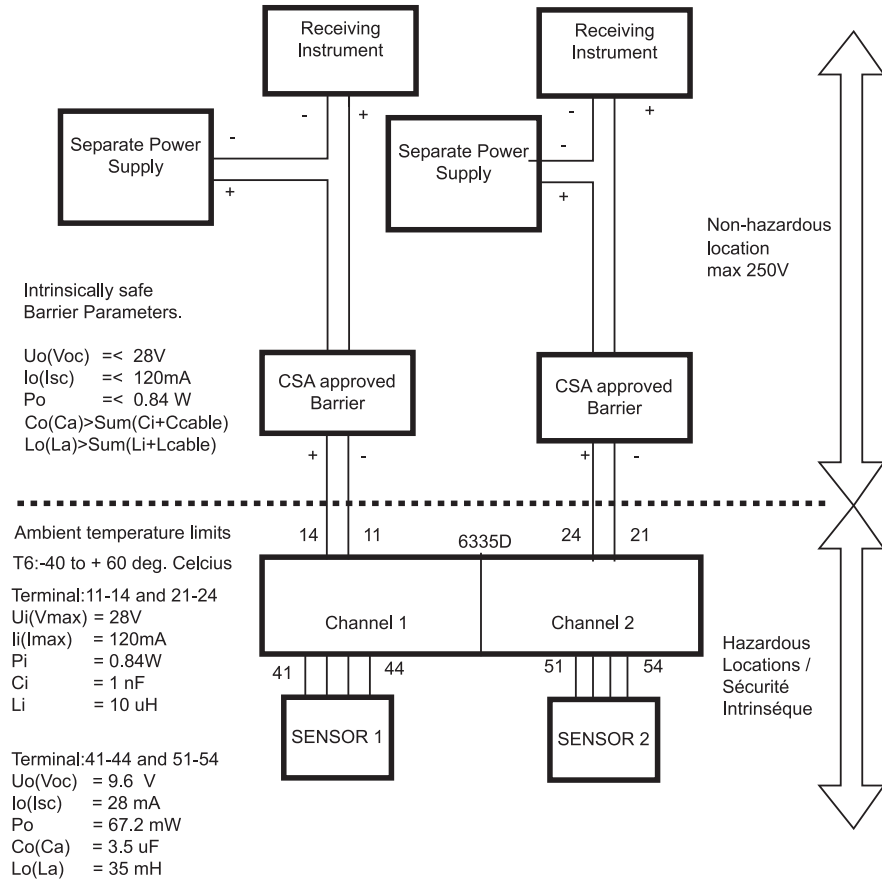 Receiving
Instrument
Receiving
Instrument
- +
- +
Separate Power
Supply
-
+
Separate Power
Supply
-
+
Non-hazardous
location
max 250V
Intrinsically safe
Barrier Parameters.
Uo(Voc) =< 28V
Io(Isc) =< 120mA
Po =< 0.84 W
Co(Ca)>Sum(Ci+Ccable)
Lo(La)>Sum(Li+Lcable)
CSA approved
Barrier
CSA approved
Barrier
+ -
+ -
Ambient temperature limits
T6:-40 to + 60 deg. Celcius
14 11
6335D
24 21
Terminal:11-14 and 21-24
Ui(Vmax) = 28V
Ii(Imax) = 120mA
Pi = 0.84W
Ci = 1 nF
Li = 10 uH
Channel 1
Channel 2
41 44
51 54
SENSOR 1
SENSOR 2
Hazardous
Locations /
Sécurité
Intrinséque
Terminal:41-44 and 51-54
Uo(Voc) = 9.6 V
Io(Isc) = 28 mA
Po = 67.2 mW
Co(Ca) = 3.5 uF
Lo(La) = 35 mH